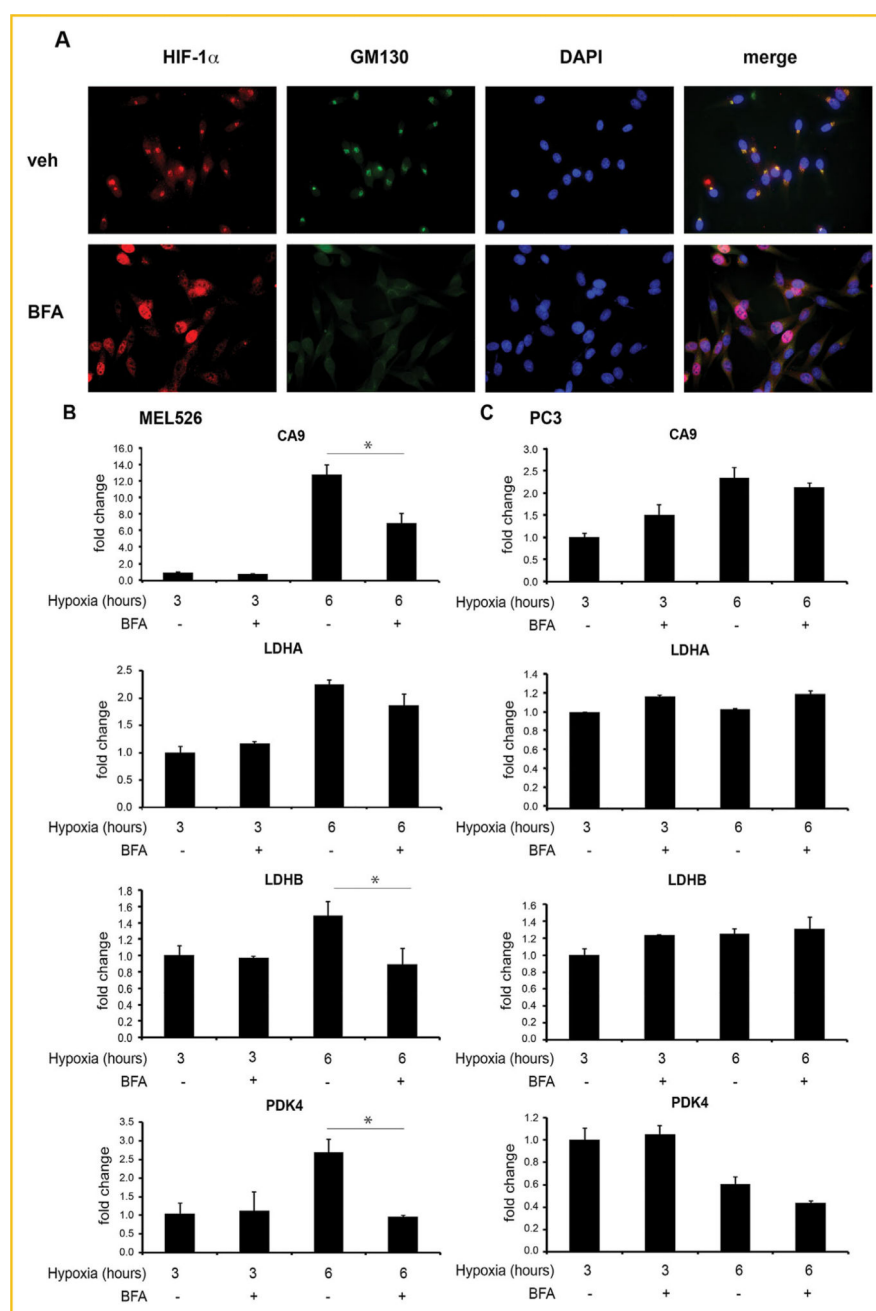 A
HIF-1α GM130 DAPI merge
veh
BFA
B MEL526
CA9
fold change
16.0
14.0
12.0
10.0
8.0
6.0
4.0
2.0
0.0
*
Hypoxia (hours) 3 3 6 6
BFA - + - +
LDHA
fold change
2.5
2.0
1.5
1.0
0.5
0.0
Hypoxia (hours) 3 3 6 6
BFA - + - +
LDHB
fold change
1.8
1.6
1.4
1.2
1.0
0.8
0.6
0.4
0.2
0.0
*
Hypoxia (hours) 3 3 6 6
BFA - + - +
PDK4
fold change
3.5
3.0
2.5
2.0
1.5
1.0
0.5
0.0
*
Hypoxia (hours) 3 3 6 6
BFA - + - +
C PC3
CA9
fold change
3.0
2.5
2.0
1.5
1.0
0.5
0.0
Hypoxia (hours) 3 3 6 6
BFA - + - +
LDHA
fold change
1.4
1.2
1.0
0.8
0.6
0.4
0.2
0.0
Hypoxia (hours) 3 3 6 6
BFA - + - +
LDHB
fold change
1.8
1.6
1.4
1.2
1.0
0.8
0.6
0.4
0.2
0.0
Hypoxia (hours) 3 3 6 6
BFA - + - +
PDK4
fold change
1.2
1.0
0.8
0.6
0.4
0.2
0.0
Hypoxia (hours) 3 3 6 6
BFA - + - +